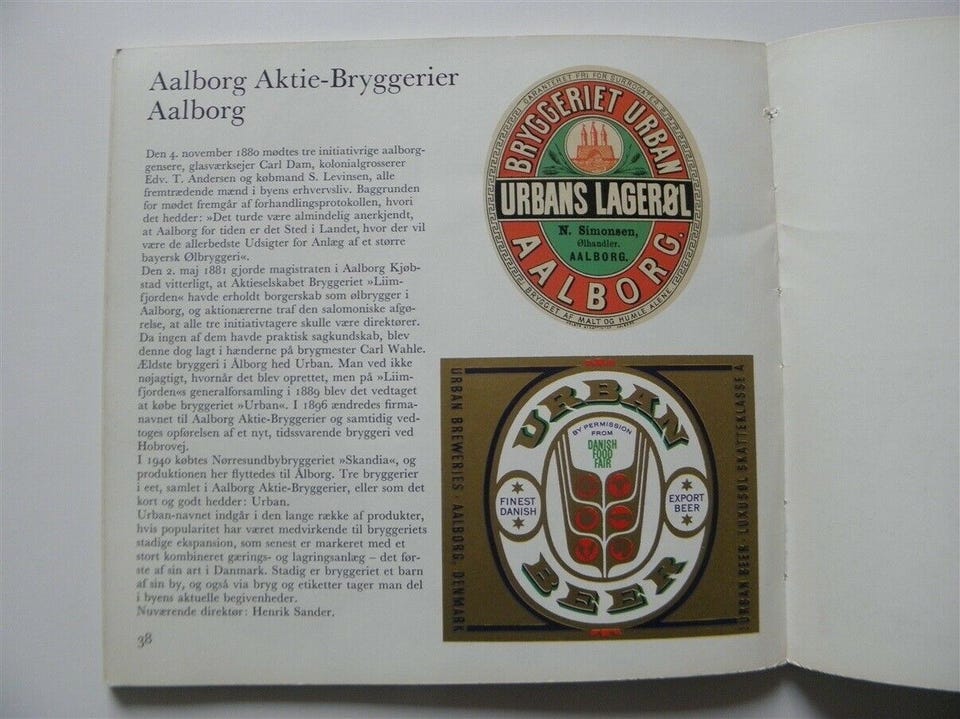 Aalborg Aktie-Bryggerier
Aalborg
Den 4. november 1880 mødtes tre initiativrige aalborg-
gensere, glasværksejer Carl Dam, kolonialgrosserer
Edv. T. Andersen og købmand S. Levinsen, alle
fremtrædende mænd i byens erhvervsliv. Baggrunden
for mødet fremgår af forhandlingsprotokollen, hvori
det hedder: »Det turde være almindelig anerkjendt,
at Aalborg for tiden er det Sted i Landet, hvor der vil
være de allerbedste Udsigter for Anlæg af et større
bayersk Ølbryggeri«.
Den 2. maj 1881 gjorde magistraten i Aalborg Kjøb-
stad vitterligt, at Aktieselskabet Bryggeriet »Liim-
fjorden« havde erholdt borgerskab som ølbrygger i
Aalborg, og aktionærerne traf den salomoniske afgø-
relse, at alle tre initiativtagere skulle være direktører.
Da ingen af dem havde praktisk sagkundskab, blev
denne dog lagt i hænderne på brygmester Carl Wahle.
Ældste bryggeri i Ålborg hed Urban. Man ved ikke
nøjagtigt, hvornår det blev oprettet, men på »Liim-
fjorden«s generalforsamling i 1889 blev det vedtaget
at købe bryggeriet »Urban«. I 1896 ændredes firma-
navnet til Aalborg Aktie-Bryggerier og samtidig ved-
toges opførelsen af et nyt, tidssvarende bryggeri ved
Hobrovej.
I 1940 købtes Nørresundbybryggeriet »Skandia«, og
produktionen her flyttedes til Ålborg. Tre bryggerier
i eet, samlet i Aalborg Aktie-Bryggerier, eller som det
kort og godt hedder: Urban.
Urban-navnet indgår i den lange række af produkter,
hvis popularitet har været medvirkende til bryggeriets
stadige ekspansion, som senest er markeret med et
stort kombineret gærings- og lagringsanlæg – det før-
ste af sin art i Danmark. Stadig er bryggeriet et barn
af sin by, og også via bryg og etiketter tager man del
i byens aktuelle begivenheder.
Nuværende direktør: Henrik Sander.
38
GARANTERET FRI FOR SURROGATER
BRYGGERIET URBAN
URBANS LAGERØL
N. Simonsen,
Ølhandler.
AALBORG.
AALBORG.
BRYGGET AF MALT OG HUMLE ALENE
URBAN BREWERIES · AALBORG, DENMARK
URBAN
BY PERMISSION
FROM
DANISH
FOOD
FAIR
FINEST
DANISH
EXPORT
BEER
BEER
URBAN BEER · LUKUSØL SKATTEKLASSE A